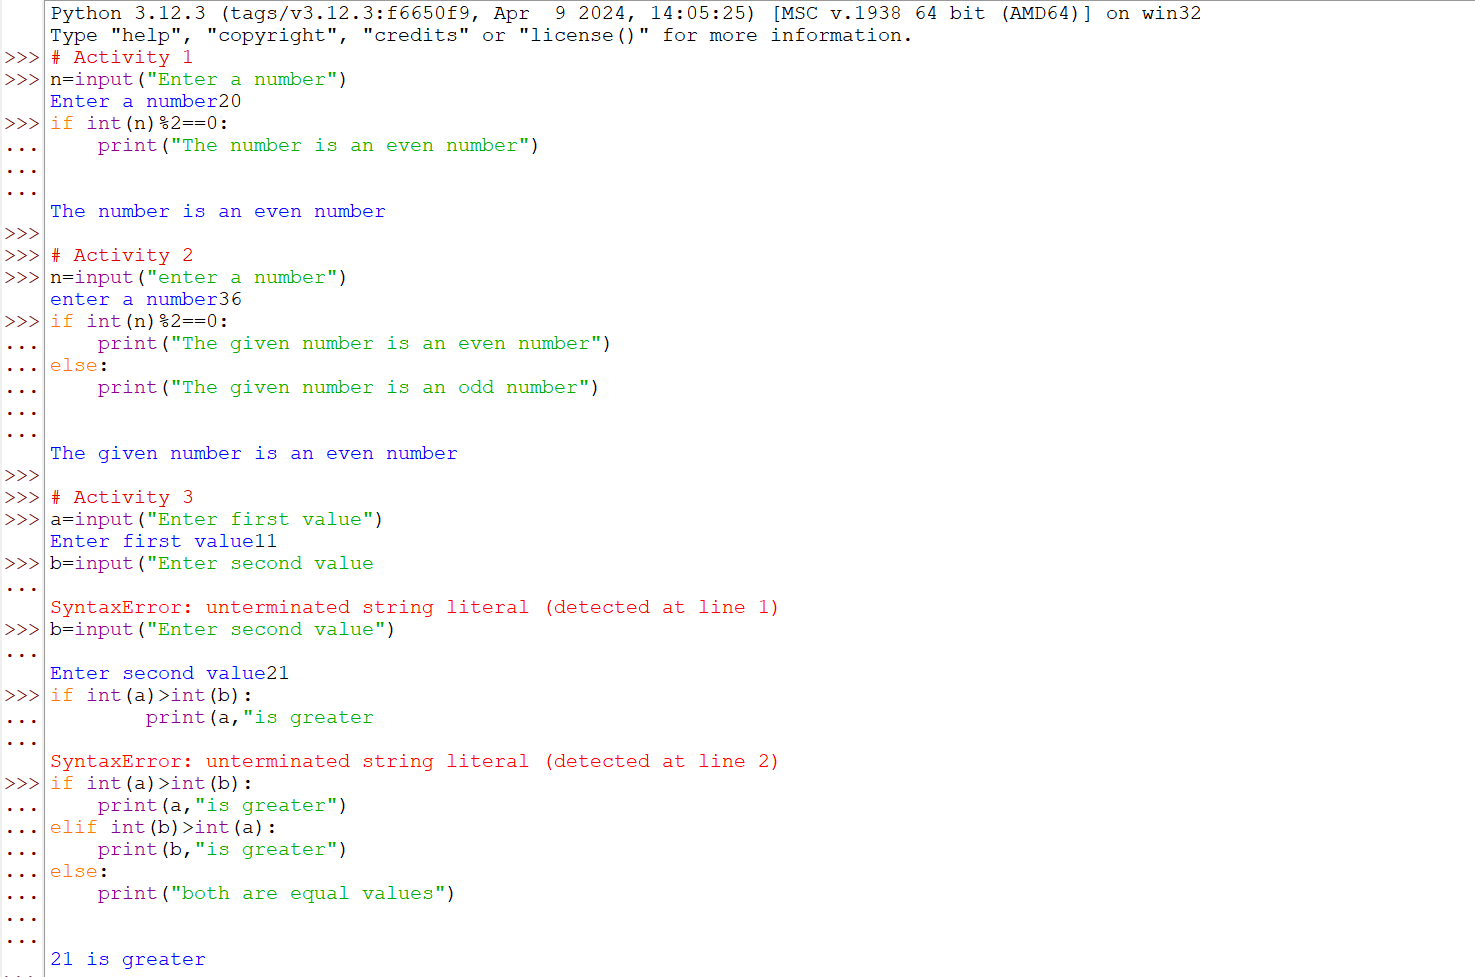 Python 3.12.3 (tags/v3.12.3:f6650f9, Apr  9 2024, 14:05:25) [MSC v.1938 64 bit (AMD64)] on win32
Type "help", "copyright", "credits" or "license()" for more information.
>>> # Activity 1
>>> n=input("Enter a number")
Enter a number20
>>> if int(n)%2==0:
...     print("The number is an even number")
...
...
The number is an even number
>>>
>>> # Activity 2
>>> n=input("enter a number")
enter a number36
>>> if int(n)%2==0:
...     print("The given number is an even number")
... else:
...     print("The given number is an odd number")
...
...
The given number is an even number
>>>
>>> # Activity 3
>>> a=input("Enter first value")
Enter first value11
>>> b=input("Enter second value
...
SyntaxError: unterminated string literal (detected at line 1)
>>> b=input("Enter second value")
...
Enter second value21
>>> if int(a)>int(b):
...         print(a,"is greater
...
SyntaxError: unterminated string literal (detected at line 2)
>>> if int(a)>int(b):
...     print(a,"is greater")
... elif int(b)>int(a):
...     print(b,"is greater")
... else:
...     print("both are equal values")
...
...
21 is greater